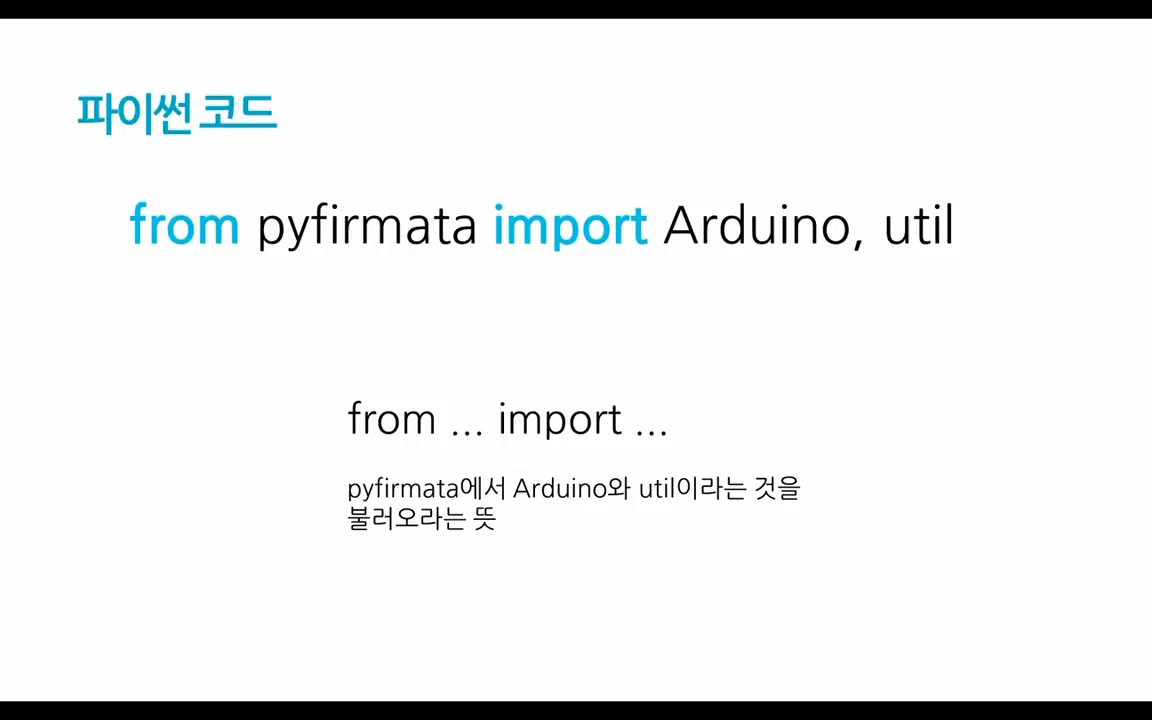 파이썬 코드
from pyfirmata import Arduino, util
from ... import ...
pyfirmata에서 Arduino와 util이라는 것을
불러오라는 뜻